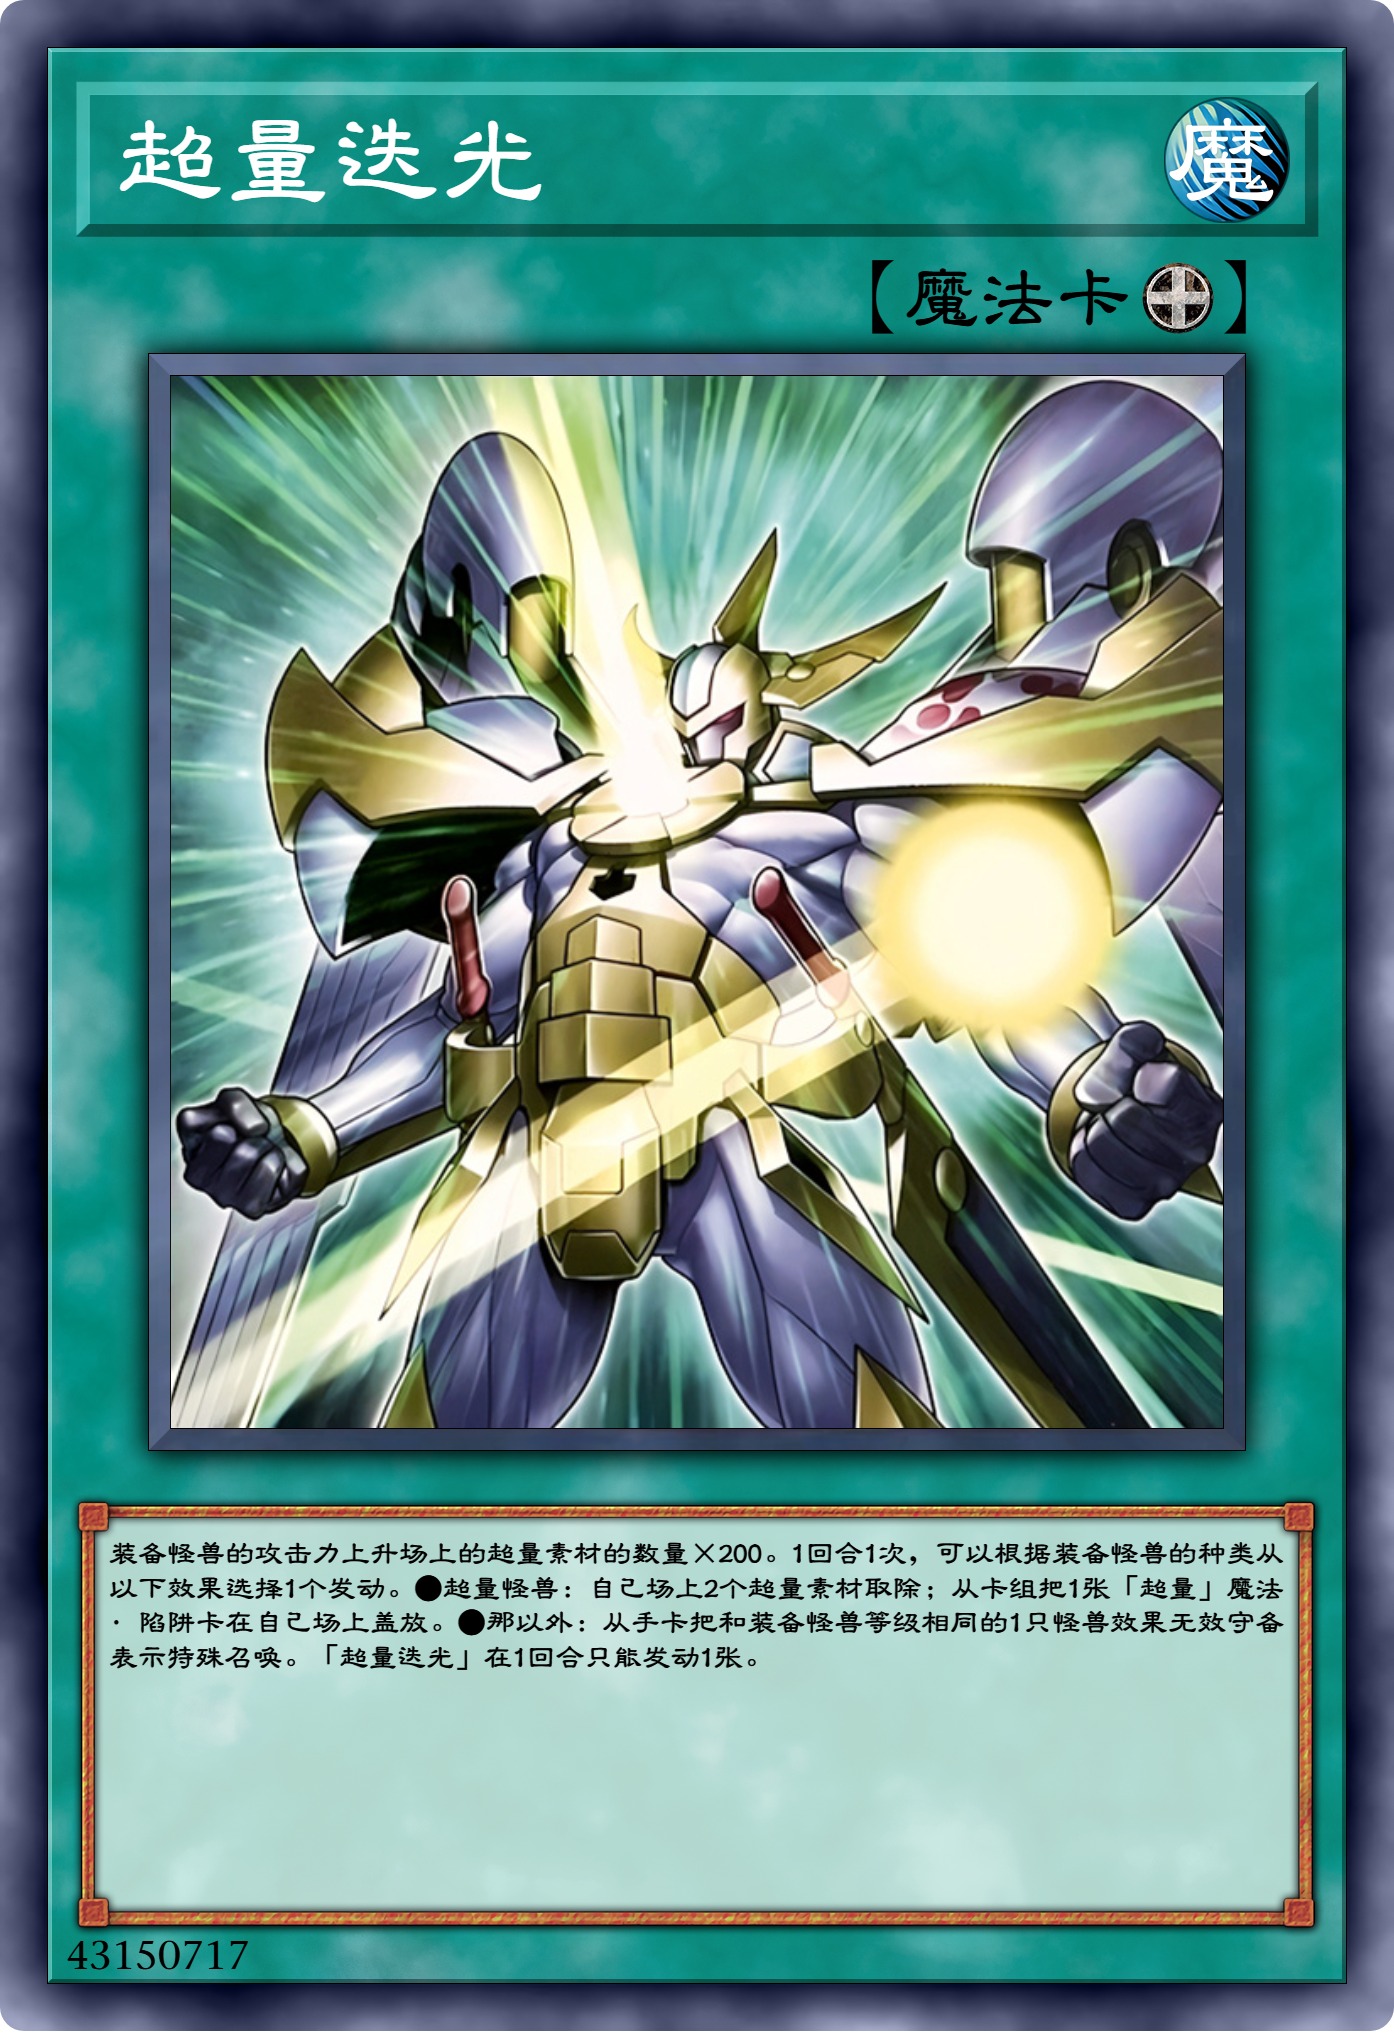 超量迭光
魔
【魔法卡】
装备怪兽的攻击力上升场上的超量素材的数量×200。1回合1次，可以根据装备怪兽的种类从
以下效果选择1个发动。●超量怪兽：自己场上2个超量素材取除；从卡组把1张「超量」魔法
·陷阱卡在自己场上盖放。●那以外：从手卡把和装备怪兽等级相同的1只怪兽效果无效守备
表示特殊召唤。「超量迭光」在1回合只能发动1张。
43150717